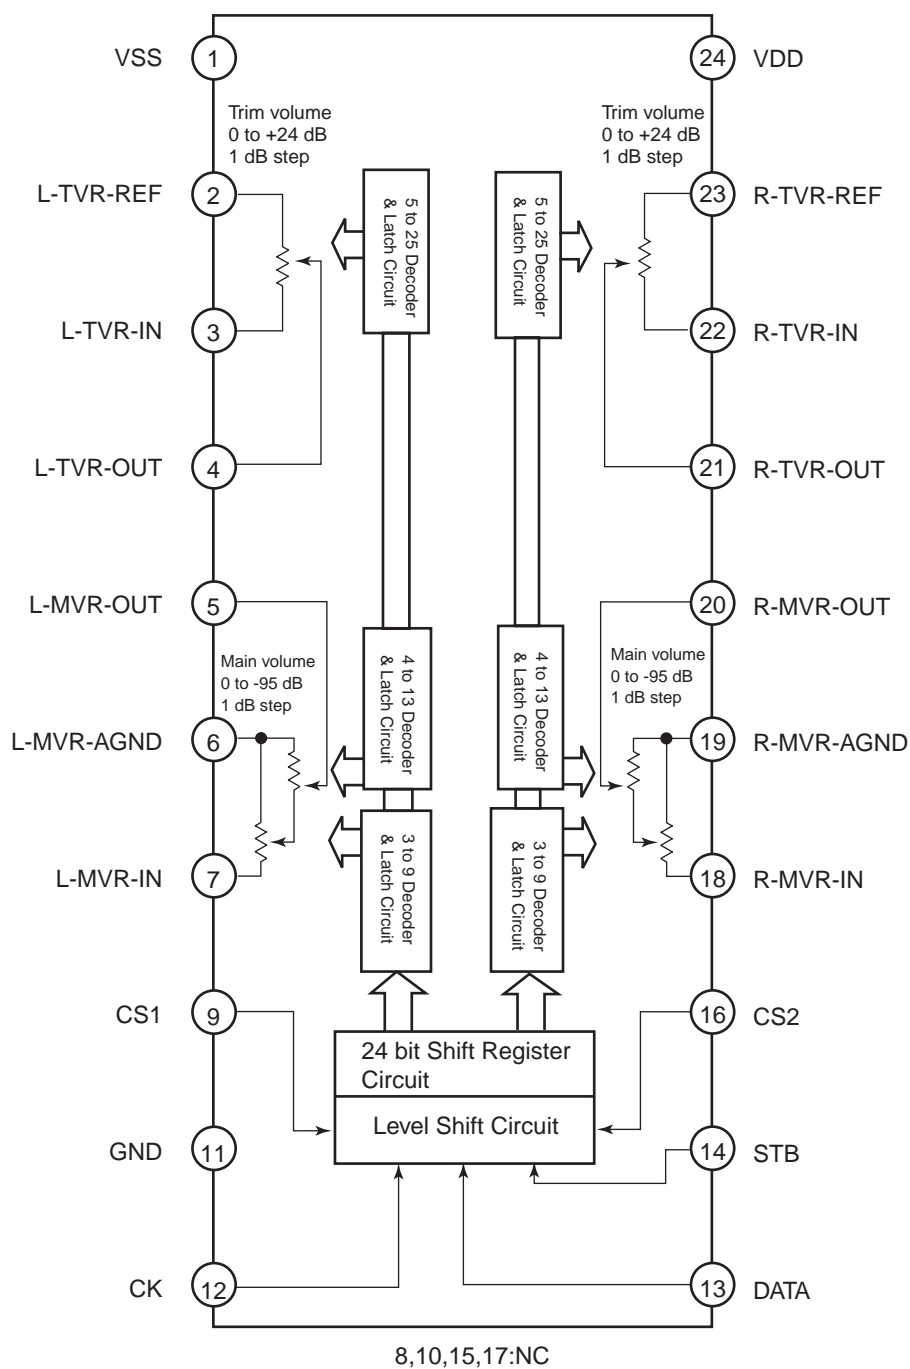 VSS
1
24
VDD
Trim volume
0 to +24 dB
1 dB step
Trim volume
0 to +24 dB
1 dB step
L-TVR-REF
2
23
R-TVR-REF
5 to 25 Decoder
& Latch Circuit
5 to 25 Decoder
& Latch Circuit
L-TVR-IN
3
22
R-TVR-IN
L-TVR-OUT
4
21
R-TVR-OUT
L-MVR-OUT
5
20
R-MVR-OUT
Main volume
0 to -95 dB
1 dB step
4 to 13 Decoder
& Latch Circuit
4 to 13 Decoder
& Latch Circuit
Main volume
0 to -95 dB
1 dB step
L-MVR-AGND
6
19
R-MVR-AGND
3 to 9 Decoder
& Latch Circuit
3 to 9 Decoder
& Latch Circuit
L-MVR-IN
7
18
R-MVR-IN
CS1
9
16
CS2
24 bit Shift Register
Circuit
Level Shift Circuit
GND
11
14
STB
CK
12
13
DATA
8,10,15,17:NC